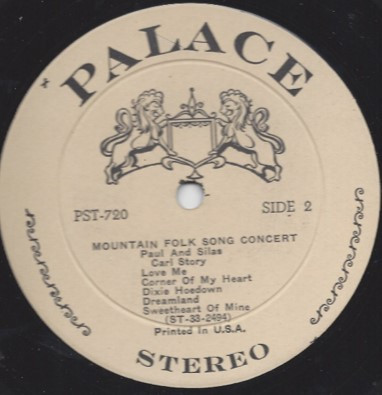 PALACE
PST-720 SIDE 2
MOUNTAIN FOLK SONG CONCERT
Paul And Silas
Carl Story
Love Me
Corner Of My Heart
Dixie Hoedown
Dreamland
Sweetheart Of Mine
(ST-33-2494)
Printed In U.S.A.
STEREO